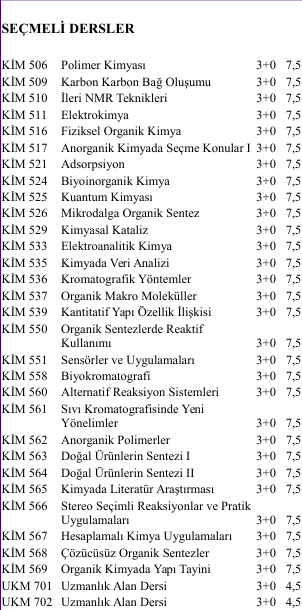 SEÇMELİ DERSLER
KİM 506 Polimer Kimyası 3+0 7,5
KİM 509 Karbon Karbon Bağ Oluşumu 3+0 7,5
KİM 510 İleri NMR Teknikleri 3+0 7,5
KİM 511 Elektrokimya 3+0 7,5
KİM 516 Fiziksel Organik Kimya 3+0 7,5
KİM 517 Anorganik Kimyada Seçme Konular I 3+0 7,5
KİM 521 Adsorpsiyon 3+0 7,5
KİM 524 Biyoinorganik Kimya 3+0 7,5
KİM 525 Kuantum Kimyası 3+0 7,5
KİM 526 Mikrodalga Organik Sentez 3+0 7,5
KİM 529 Kimyasal Kataliz 3+0 7,5
KİM 533 Elektroanalitik Kimya 3+0 7,5
KİM 535 Kimyada Veri Analizi 3+0 7,5
KİM 536 Kromatografik Yöntemler 3+0 7,5
KİM 537 Organik Makro Moleküller 3+0 7,5
KİM 539 Kantitatif Yapı Özellik İlişkisi 3+0 7,5
KİM 550 Organik Sentezlerde Reaktif
Kullanımı 3+0 7,5
KİM 551 Sensörler ve Uygulamaları 3+0 7,5
KİM 558 Biyokromatografi 3+0 7,5
KİM 560 Alternatif Reaksiyon Sistemleri 3+0 7,5
KİM 561 Sıvı Kromatografisinde Yeni
Yönelimler 3+0 7,5
KİM 562 Anorganik Polimerler 3+0 7,5
KİM 563 Doğal Ürünlerin Sentezi I 3+0 7,5
KİM 564 Doğal Ürünlerin Sentezi II 3+0 7,5
KİM 565 Kimyada Literatür Araştırması 3+0 7,5
KİM 566 Stereo Seçimli Reaksiyonlar ve Pratik
Uygulamaları 3+0 7,5
KİM 567 Hesaplamalı Kimya Uygulamaları 3+0 7,5
KİM 568 Çözücüsüz Organik Sentezler 3+0 7,5
KİM 569 Organik Kimyada Yapı Tayini 3+0 7,5
UKM 701 Uzmanlık Alan Dersi 3+0 4,5
UKM 702 Uzmanlık Alan Dersi 3+0 4,5